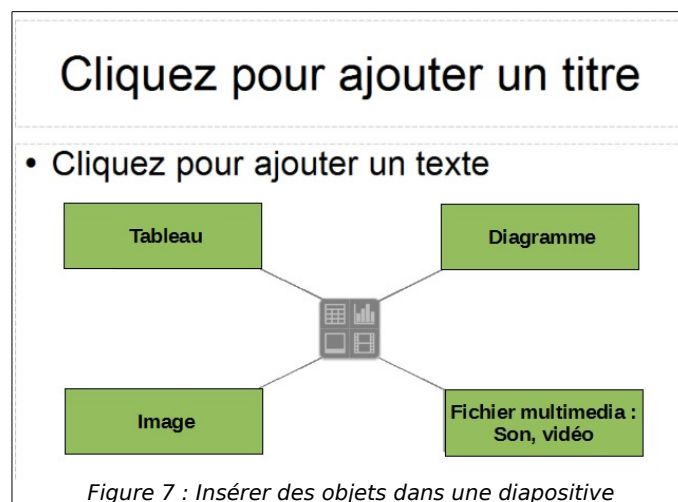 Cliquez pour ajouter un titre
• Cliquez pour ajouter un texte
Tableau
Diagramme
Image
Fichier multimedia :
Son, vidéo
Figure 7 : Insérer des objets dans une diapositive